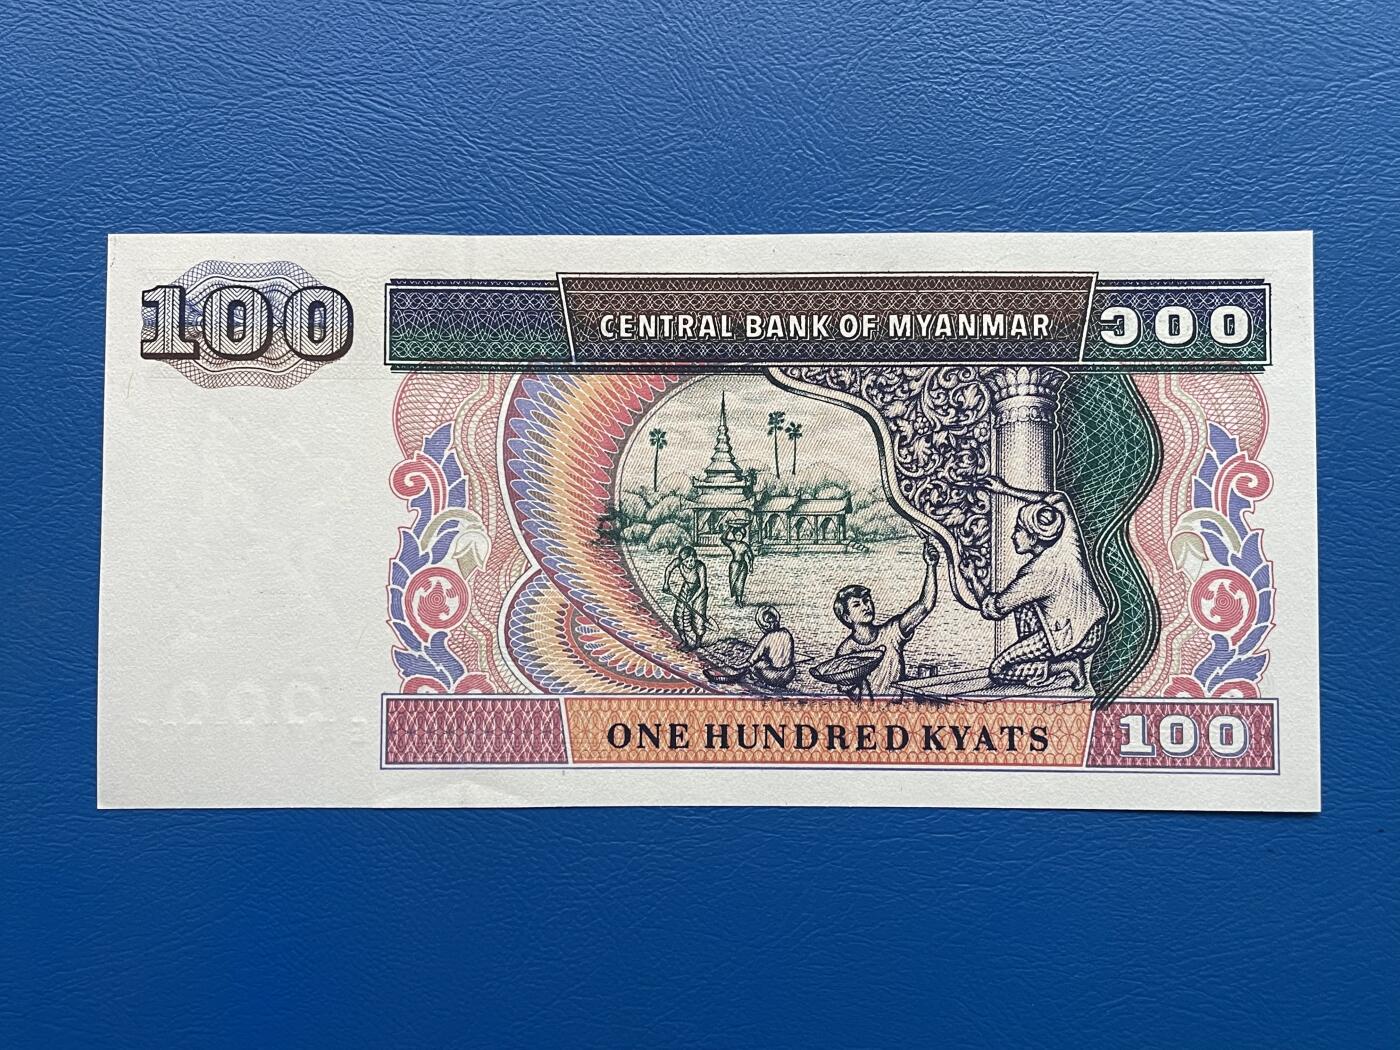 100
CENTRAL BANK OF MYANMAR
၁၀၀
ONE HUNDRED KYATS
100